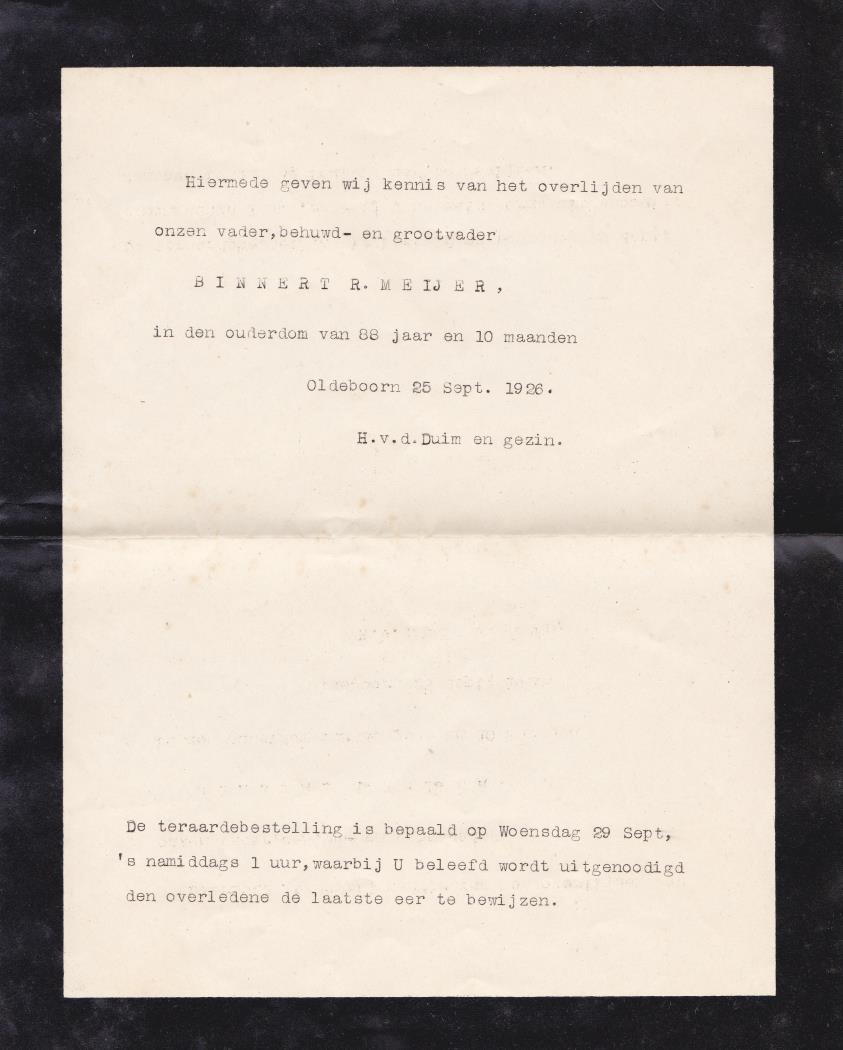 Hiermede geven wij kennis van het overlijden van
onzen vader,behuwd- en grootvader
B I N N E R T R. M E IJ E R ,
in den ouderdom van 88 jaar en 10 maanden
Oldeboorn 25 Sept. 1926.
H.v.d.Duim en gezin.
De teraardebestelling is bepaald op Woensdag 29 Sept,
's namiddags 1 uur,waarbij U beleefd wordt uitgenoodigd
den overledene de laatste eer te bewijzen.